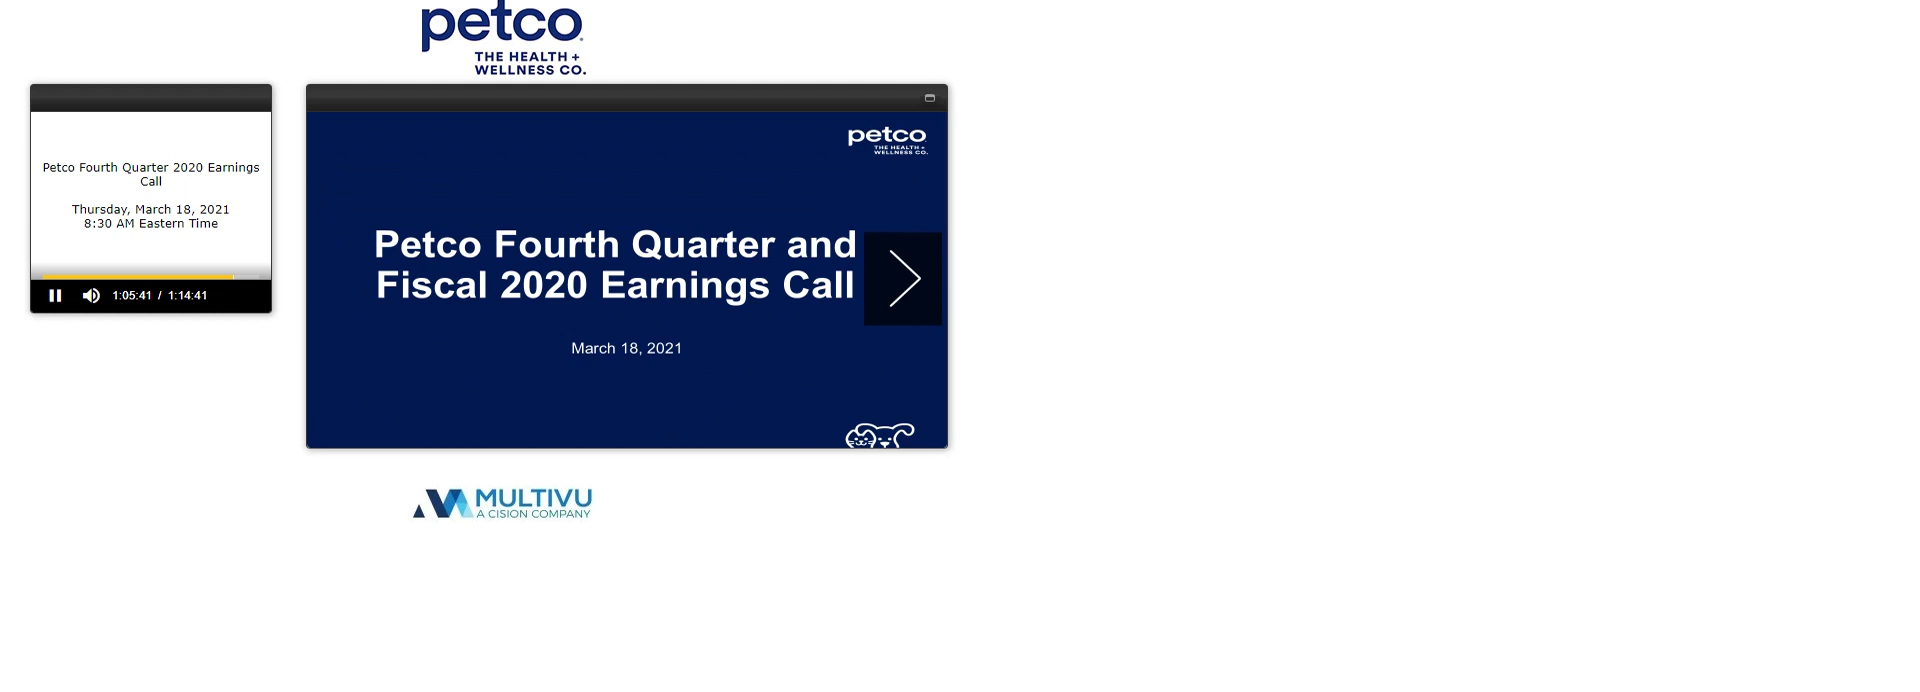 petco
THE HEALTH +
WELLNESS CO.
Petco Fourth Quarter 2020 Earnings
Call
Thursday, March 18, 2021
8:30 AM Eastern Time
1:05:41 / 1:14:41
petco
THE HEALTH +
WELLNESS CO.
Petco Fourth Quarter and
Fiscal 2020 Earnings Call
March 18, 2021
MULTIVU
A CISION COMPANY